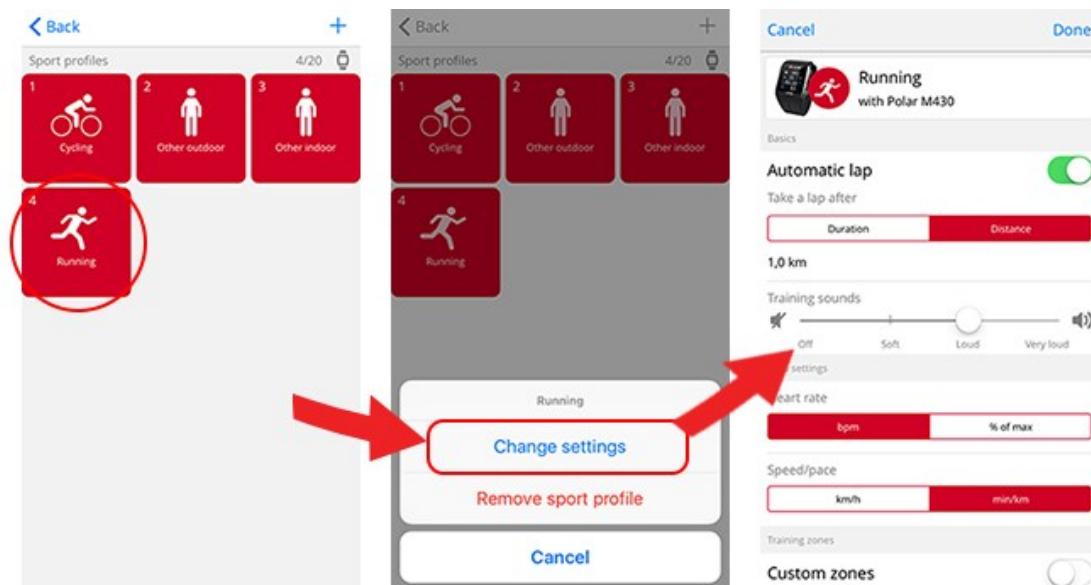 Back
Sport profiles 4/20
1 2 3
Cycling Other outdoor Other indoor
4
Running
Back
Sport profiles 4/20
1 2 3
Cycling Other outdoor Other indoor
4
Running
Running
Change settings
Remove sport profile
Cancel
Cancel Done
Running
with Polar M430
Basics
Automatic lap
Take a lap after
Duration Distance
1,0 km
Training sounds
Off Soft Loud Very loud
settings
eart rate
bpm % of max
Speed/pace
km/h min/km
Training zones
Custom zones